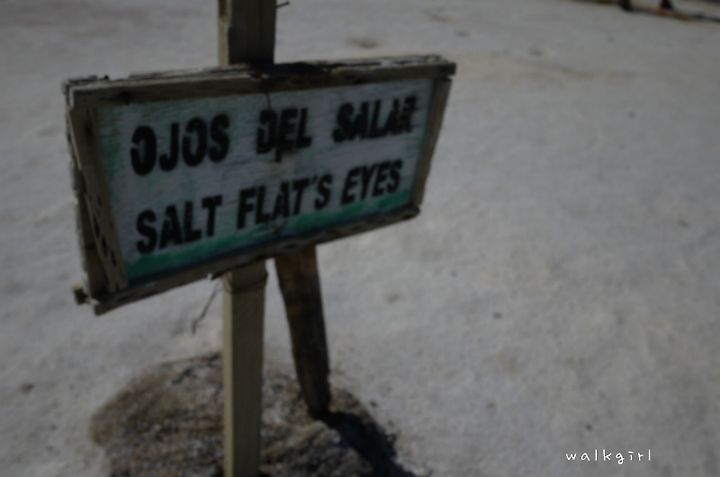 OJOS DEL SALAR
SALT FLAT'S EYES
walkgirl